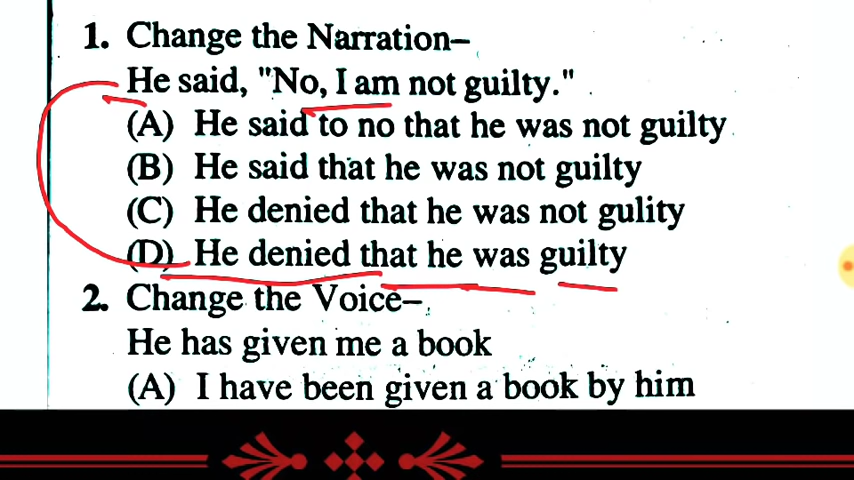 1. Change the Narration–
He said, "No, I am not guilty."
(A) He said to no that he was not guilty
(B) He said that he was not guilty
(C) He denied that he was not gulity
(D) He denied that he was guilty
2. Change the Voice–
He has given me a book
(A) I have been given a book by him